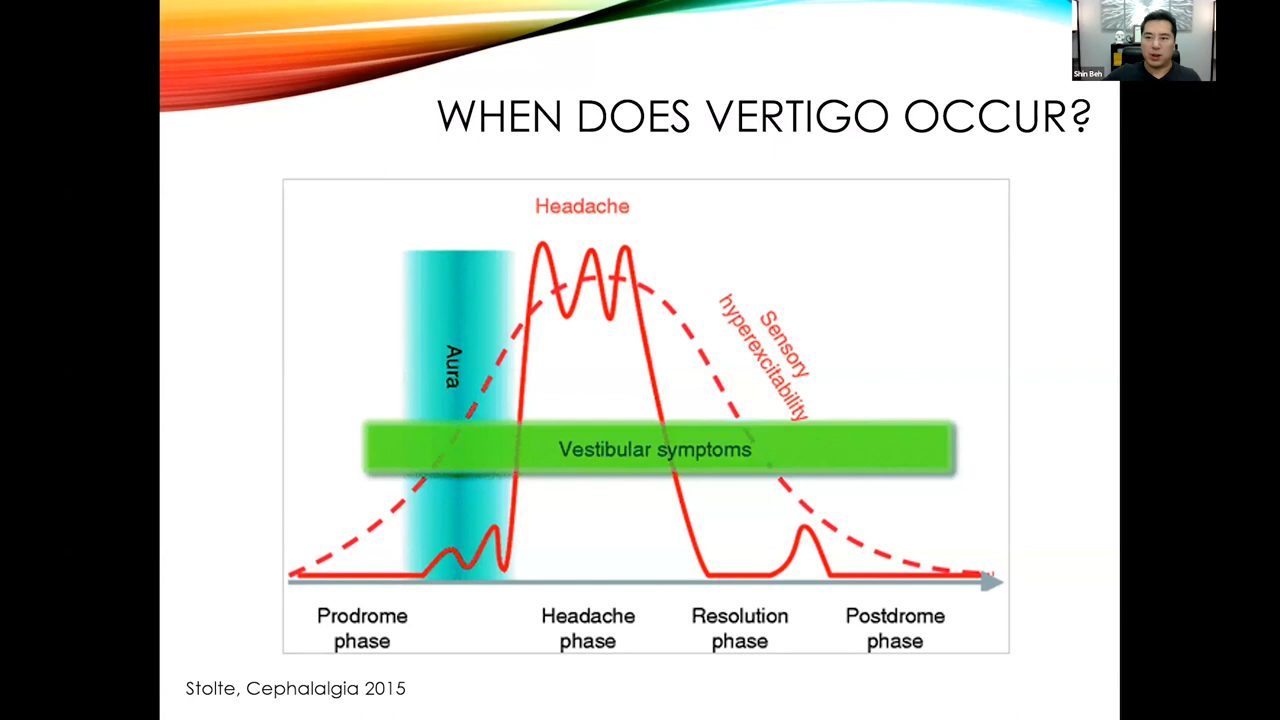 Shin Beh
WHEN DOES VERTIGO OCCUR?
Headache
Sensory
hyperexcitability
Aura
Vestibular symptoms
Prodrome
phase
Headache
phase
Resolution
phase
Postdrome
phase
Stolte, Cephalalgia 2015